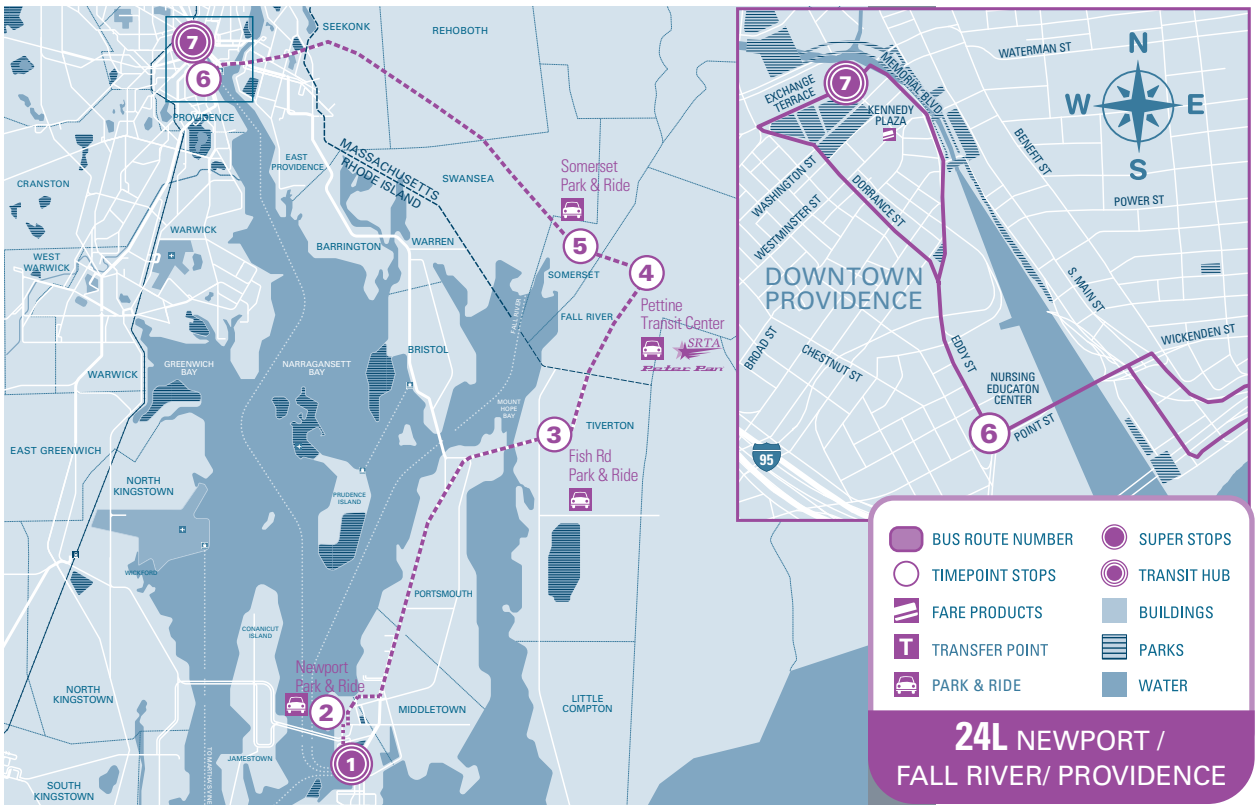 SEEKONK
REHOBOTH
7
6
PROVIDENCE
EAST
PROVIDENCE
MASSACHUSETTS
RHODE ISLAND
SWANSEA
Somerset
Park & Ride
CRANSTON
WARWICK
WEST
WARWICK
BARRINGTON
WARREN
5
SOMERSET
4
Pettine
Transit Center
SRTA
Peter Pan
FALL RIVER
FALL RIVER
GREENWICH
BAY
NARRAGANSETT
BAY
BRISTOL
WARWICK
MOUNT
HOPE
BAY
3
TIVERTON
Fish Rd
Park & Ride
EAST GREENWICH
NORTH
KINGSTOWN
PRUDENCE
ISLAND
WICKFORD
PORTSMOUTH
CONANICUT
ISLAND
Newport
Park & Ride
2
NORTH
KINGSTOWN
MIDDLETOWN
LITTLE
COMPTON
JAMESTOWN
1
SOUTH
KINGSTOWN
WATERMAN ST
N
W
E
S
MEMORIAL BLVD
EXCHANGE
TERRACE
7
KENNEDY
PLAZA
BENEFIT ST
WASHINGTON ST
WESTMINSTER ST
DORRANCE ST
POWER ST
DOWNTOWN
PROVIDENCE
S. MAIN ST
BROAD ST
CHESTNUT ST
EDDY ST
WICKENDEN ST
NURSING
EDUCATON
CENTER
6
POINT ST
95
BUS ROUTE NUMBER
SUPER STOPS
TIMEPOINT STOPS
TRANSIT HUB
FARE PRODUCTS
BUILDINGS
T
TRANSFER POINT
PARKS
PARK & RIDE
WATER
24L NEWPORT /
FALL RIVER/ PROVIDENCE